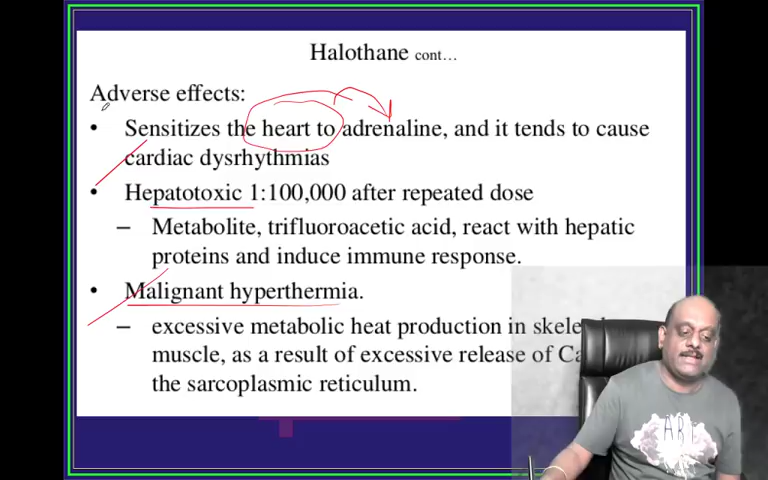 Halothane cont…
Adverse effects:
• Sensitizes the heart to adrenaline, and it tends to cause
cardiac dysrhythmias
• Hepatotoxic 1:100,000 after repeated dose
– Metabolite, trifluoroacetic acid, react with hepatic
proteins and induce immune response.
• Malignant hyperthermia.
– excessive metabolic heat production in
muscle, as a result of excessive release of
the sarcoplasmic reticulum.
ART